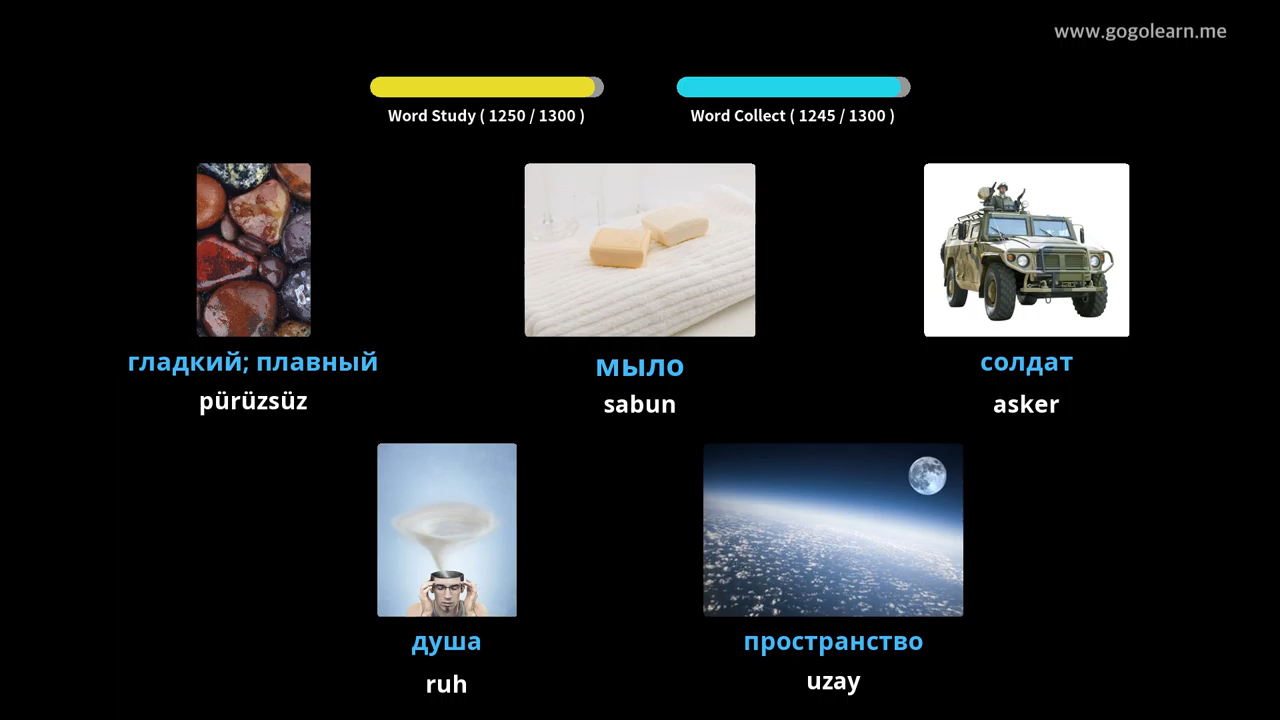 www.gogolearn.me
Word Study ( 1250 / 1300 )
Word Collect ( 1245 / 1300 )
гладкий; плавный
pürüzsüz
мыло
sabun
солдат
asker
душа
ruh
пространство
uzay